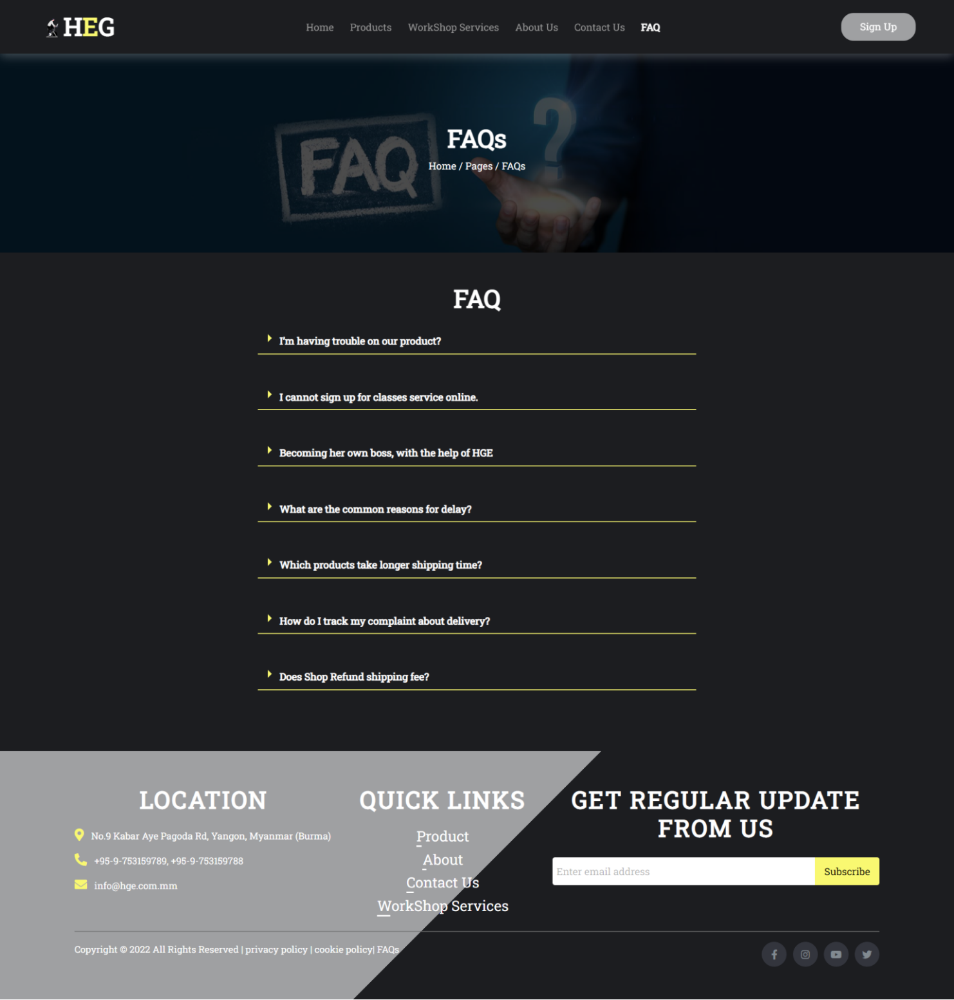 HEG
Home Products WorkShop Services About Us Contact Us FAQ
Sign Up
FAQ
?
FAQs
Home / Pages / FAQs
FAQ
I'm having trouble on our product?
I cannot sign up for classes service online.
Becoming her own boss, with the help of HGE
What are the common reasons for delay?
Which products take longer shipping time?
How do I track my complaint about delivery?
Does Shop Refund shipping fee?
LOCATION
No.9 Kabar Aye Pagoda Rd, Yangon, Myanmar (Burma)
+95-9-753159789, +95-9-753159788
info@hge.com.mm
QUICK LINKS
Product
About
Contact Us
WorkShop Services
GET REGULAR UPDATE
FROM US
Enter email address
Subscribe
Copyright © 2022 All Rights Reserved | privacy policy | cookie policy| FAQs